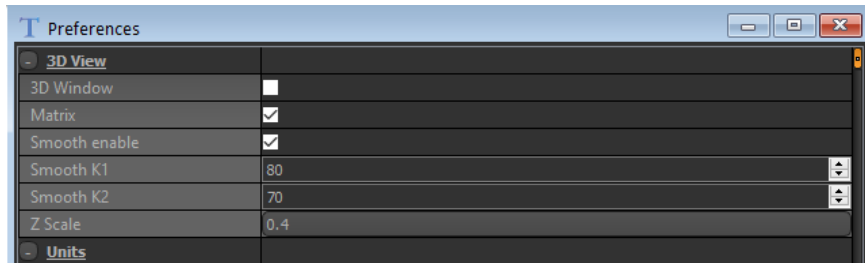 T Preferences
- 3D View
3D Window
Matrix
Smooth enable
Smooth K1 80
Smooth K2 70
Z Scale 0.4
- Units